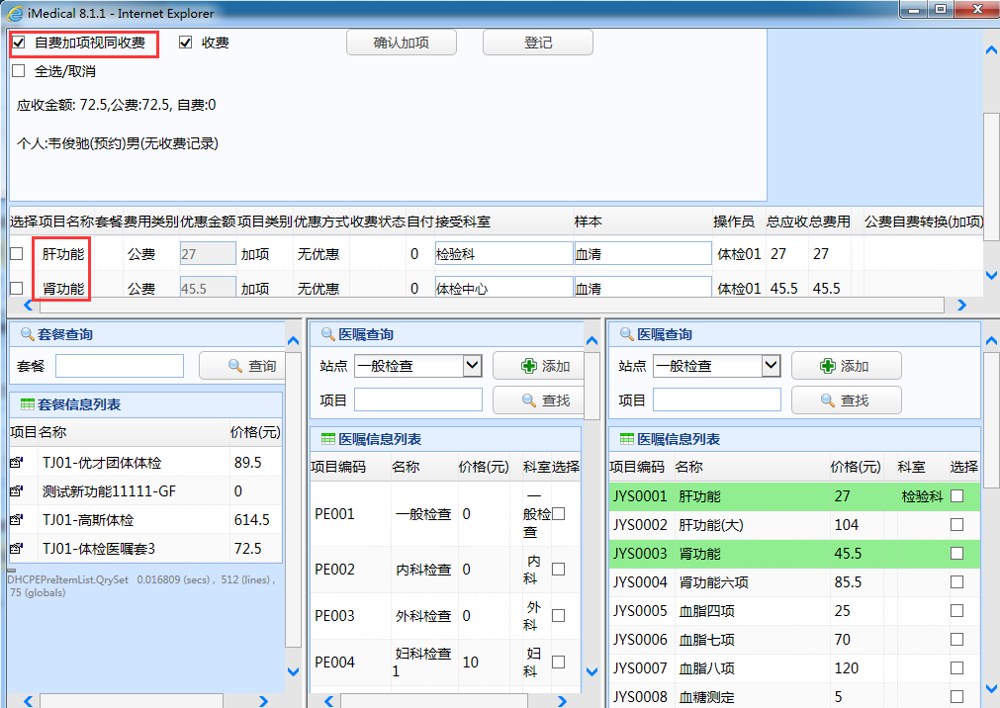 iMedical 8.1.1 - Internet Explorer
自费加项视同收费 收费 确认加项 登记
全选/取消
应收金额: 72.5,公费:72.5, 自费:0
个人:韦俊驰(预约)男(无收费记录)
选择项目名称 套餐费用类别优惠金额项目类别优惠方式收费状态自付接受科室 样本 操作员 总应收总费用 公费自费转换(加项)
肝功能 公费 27 加项 无优惠 0 检验科 血清 体检01 27 27
肾功能 公费 45.5 加项 无优惠 0 体检中心 血清 体检01 45.5 45.5
套餐查询
套餐 查询
套餐信息列表
项目名称 价格(元)
TJ01-优才团体体检 89.5
测试新功能11111-GF 0
TJ01-高斯体检 614.5
TJ01-体检医嘱套3 72.5
DHCPEPreItemList.QrySet 0.016809 (secs) , 512 (lines) ,
75 (globals)
医嘱查询
站点 一般检查 添加
项目 查找
医嘱信息列表
项目编码 名称 价格(元) 科室选择
PE001 一般检查 0 一般检查
PE002 内科检查 0 内科
PE003 外科检查 0 外科
PE004 妇科检查1 10 妇科
医嘱查询
站点 一般检查 添加
项目 查找
医嘱信息列表
项目编码 名称 价格(元) 科室 选择
JYS0001 肝功能 27 检验科
JYS0002 肝功能(大) 104
JYS0003 肾功能 45.5
JYS0004 肾功能六项 85.5
JYS0005 血脂四项 25
JYS0006 血脂七项 70
JYS0007 血脂八项 120
JYS0008 血糖测定 5